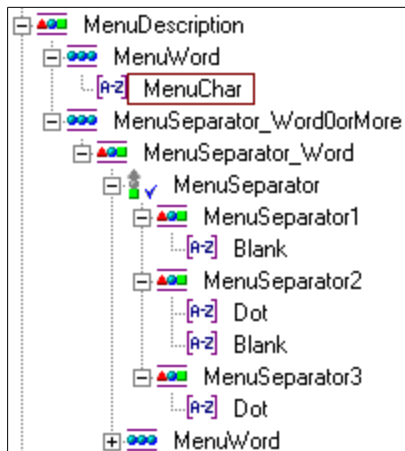 MenuDescription
MenuWord
[A-Z] MenuChar
MenuSeparator_Word0orMore
MenuSeparator_Word
MenuSeparator
MenuSeparator1
[A-Z] Blank
MenuSeparator2
[A-Z] Dot
[A-Z] Blank
MenuSeparator3
[A-Z] Dot
MenuWord